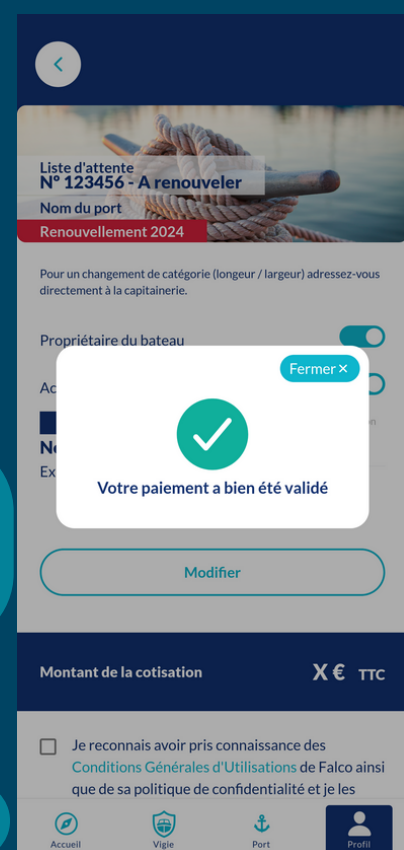 Liste d'attente
N° 123456 - A renouveler
Nom du port
Renouvellement 2024
Pour un changement de catégorie (longeur / largeur) adressez-vous
directement à la capitainerie.
Propriétaire du bateau
Fermer ×
Votre paiement a bien été validé
Modifier
Montant de la cotisation X € TTC
Je reconnais avoir pris connaissance des
Conditions Générales d'Utilisations de Falco ainsi
que de sa politique de confidentialité et je les
Accueil Vigie Port Profil